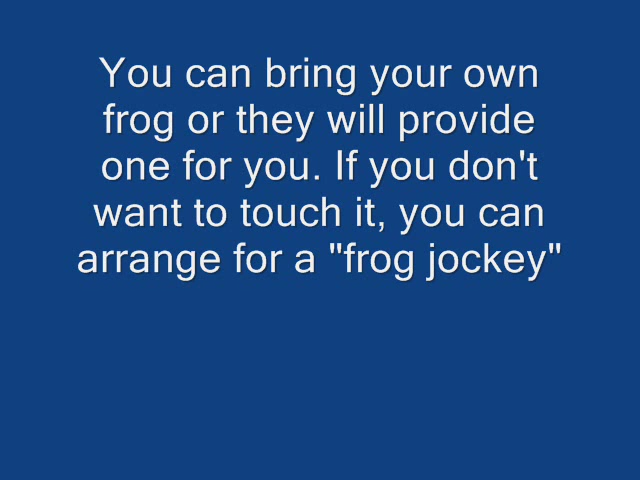 You can bring your own
frog or they will provide
one for you. If you don't
want to touch it, you can
arrange for a "frog jockey"